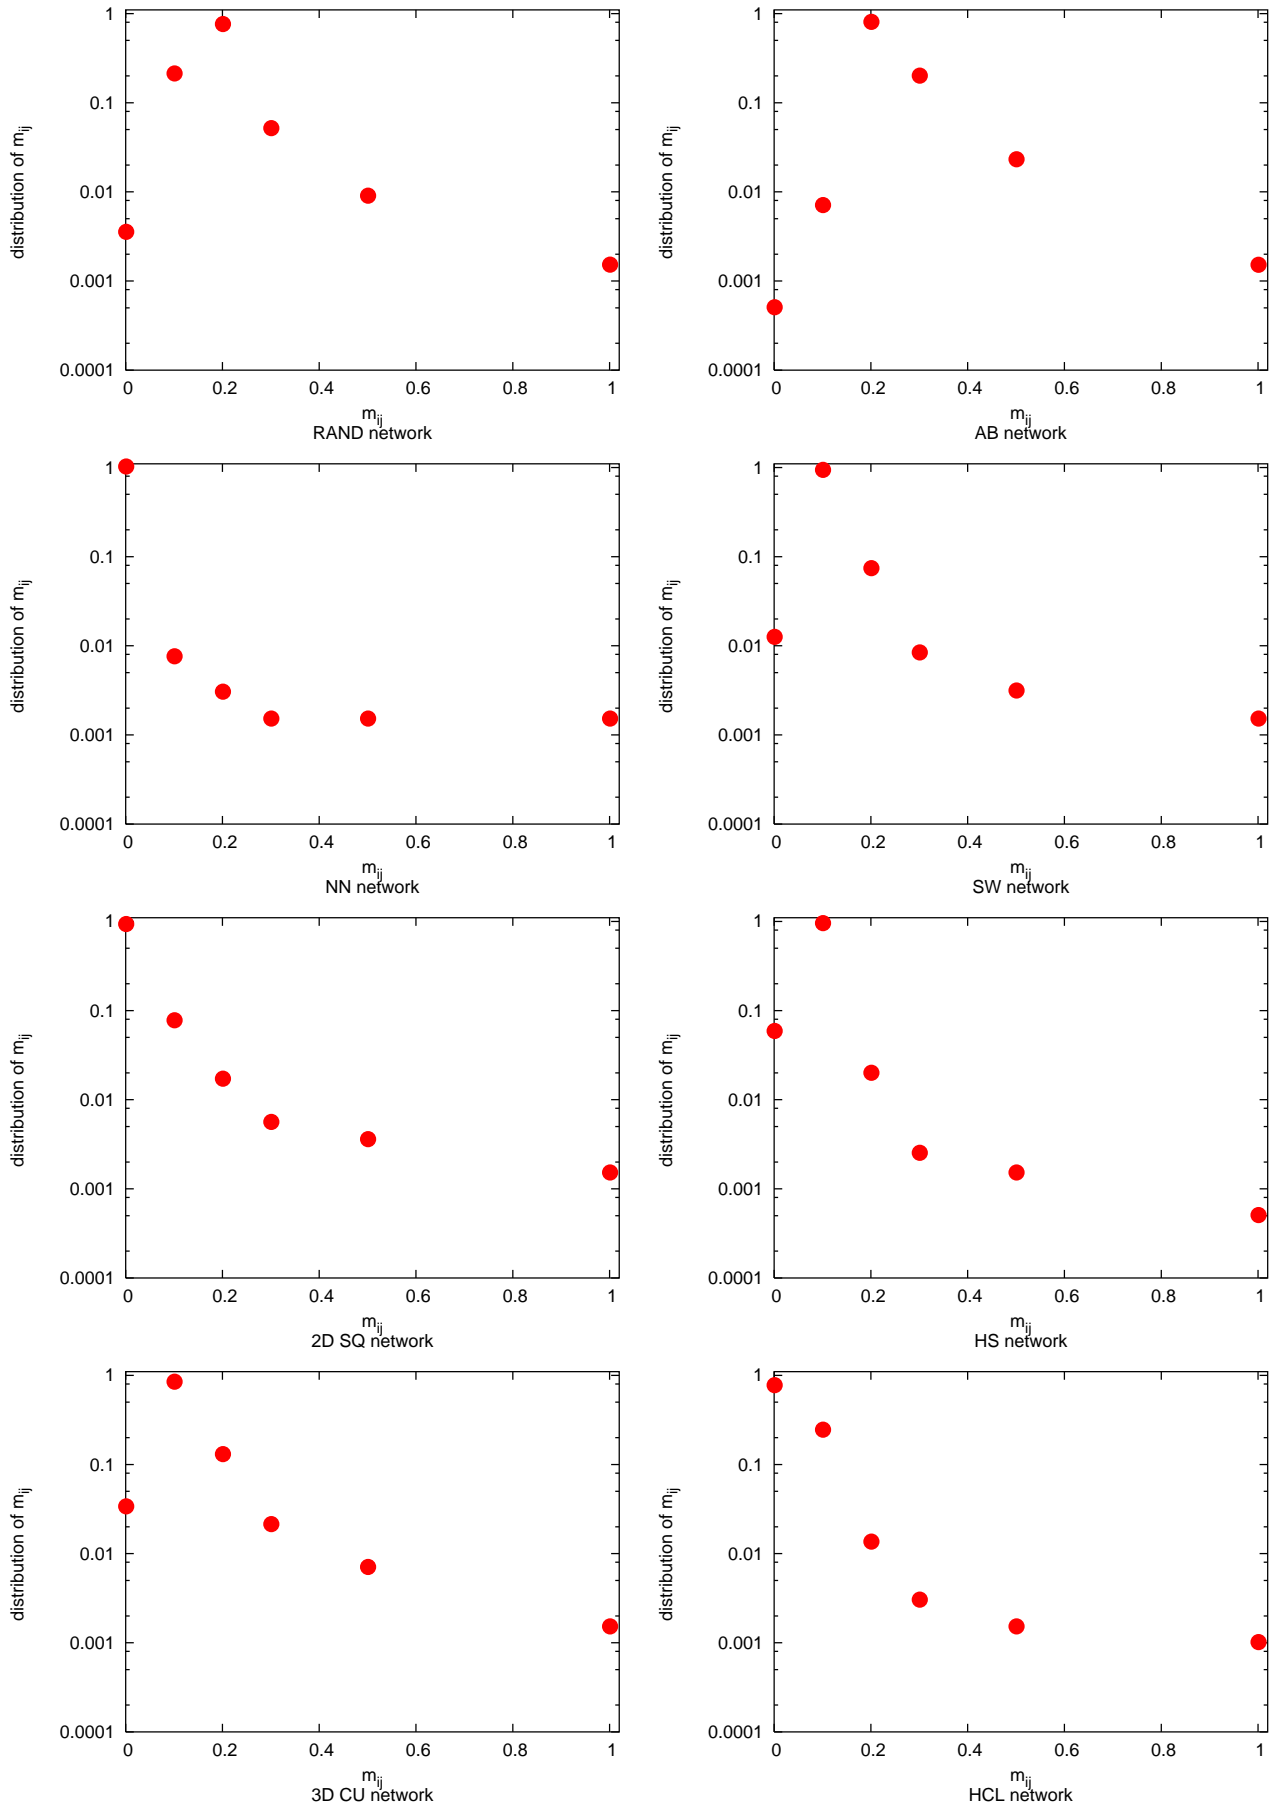 1
0.1
0.01
0.001
0.0001
0 0.2 0.4 0.6 0.8 1
distribution of m_ij
m_ij
RAND network
1
0.1
0.01
0.001
0.0001
0 0.2 0.4 0.6 0.8 1
distribution of m_ij
m_ij
AB network
1
0.1
0.01
0.001
0.0001
0 0.2 0.4 0.6 0.8 1
distribution of m_ij
m_ij
NN network
1
0.1
0.01
0.001
0.0001
0 0.2 0.4 0.6 0.8 1
distribution of m_ij
m_ij
SW network
1
0.1
0.01
0.001
0.0001
0 0.2 0.4 0.6 0.8 1
distribution of m_ij
m_ij
2D SQ network
1
0.1
0.01
0.001
0.0001
0 0.2 0.4 0.6 0.8 1
distribution of m_ij
m_ij
HS network
1
0.1
0.01
0.001
0.0001
0 0.2 0.4 0.6 0.8 1
distribution of m_ij
m_ij
3D CU network
1
0.1
0.01
0.001
0.0001
0 0.2 0.4 0.6 0.8 1
distribution of m_ij
m_ij
HCL network